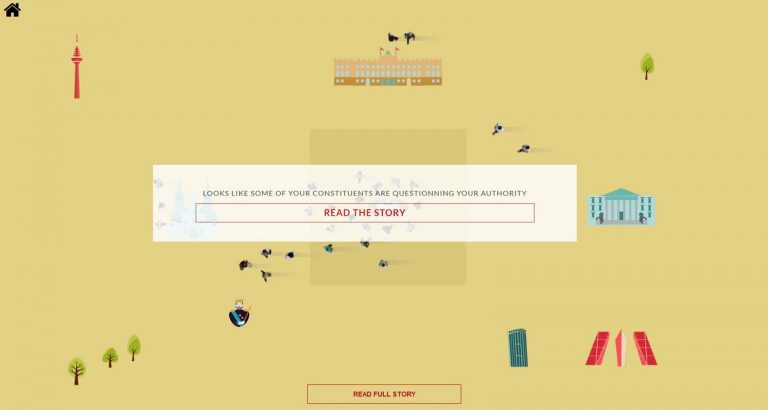 LOOKS LIKE SOME OF YOUR CONSTITUENTS ARE QUESTIONNING YOUR AUTHORITY
READ THE STORY
READ FULL STORY